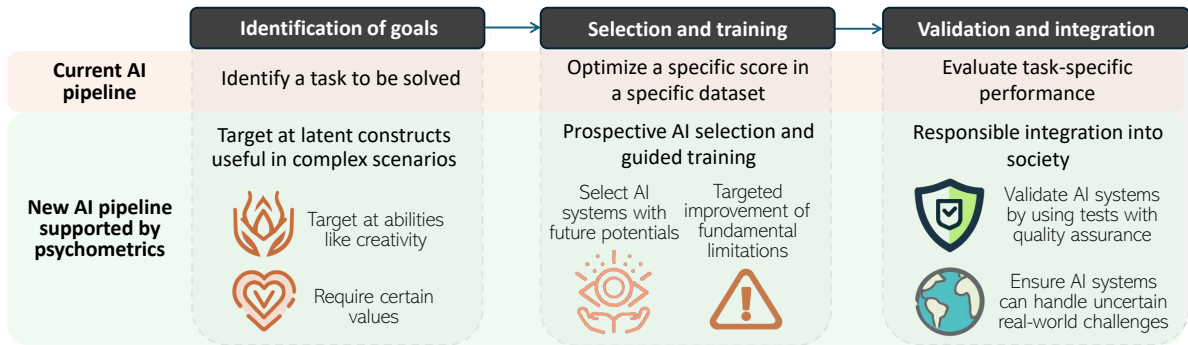 Identification of goals
Selection and training
Validation and integration
Current AI
pipeline
Identify a task to be solved
Optimize a specific score in
a specific dataset
Evaluate task-specific
performance
New AI pipeline
supported by
psychometrics
Target at latent constructs
useful in complex scenarios
Target at abilities
like creativity
Require certain
values
Prospective AI selection and
guided training
Select AI
systems with
future potentials
Targeted
improvement of
fundamental
limitations
Responsible integration into
society
Validate AI systems
by using tests with
quality assurance
Ensure AI systems
can handle uncertain
real-world challenges